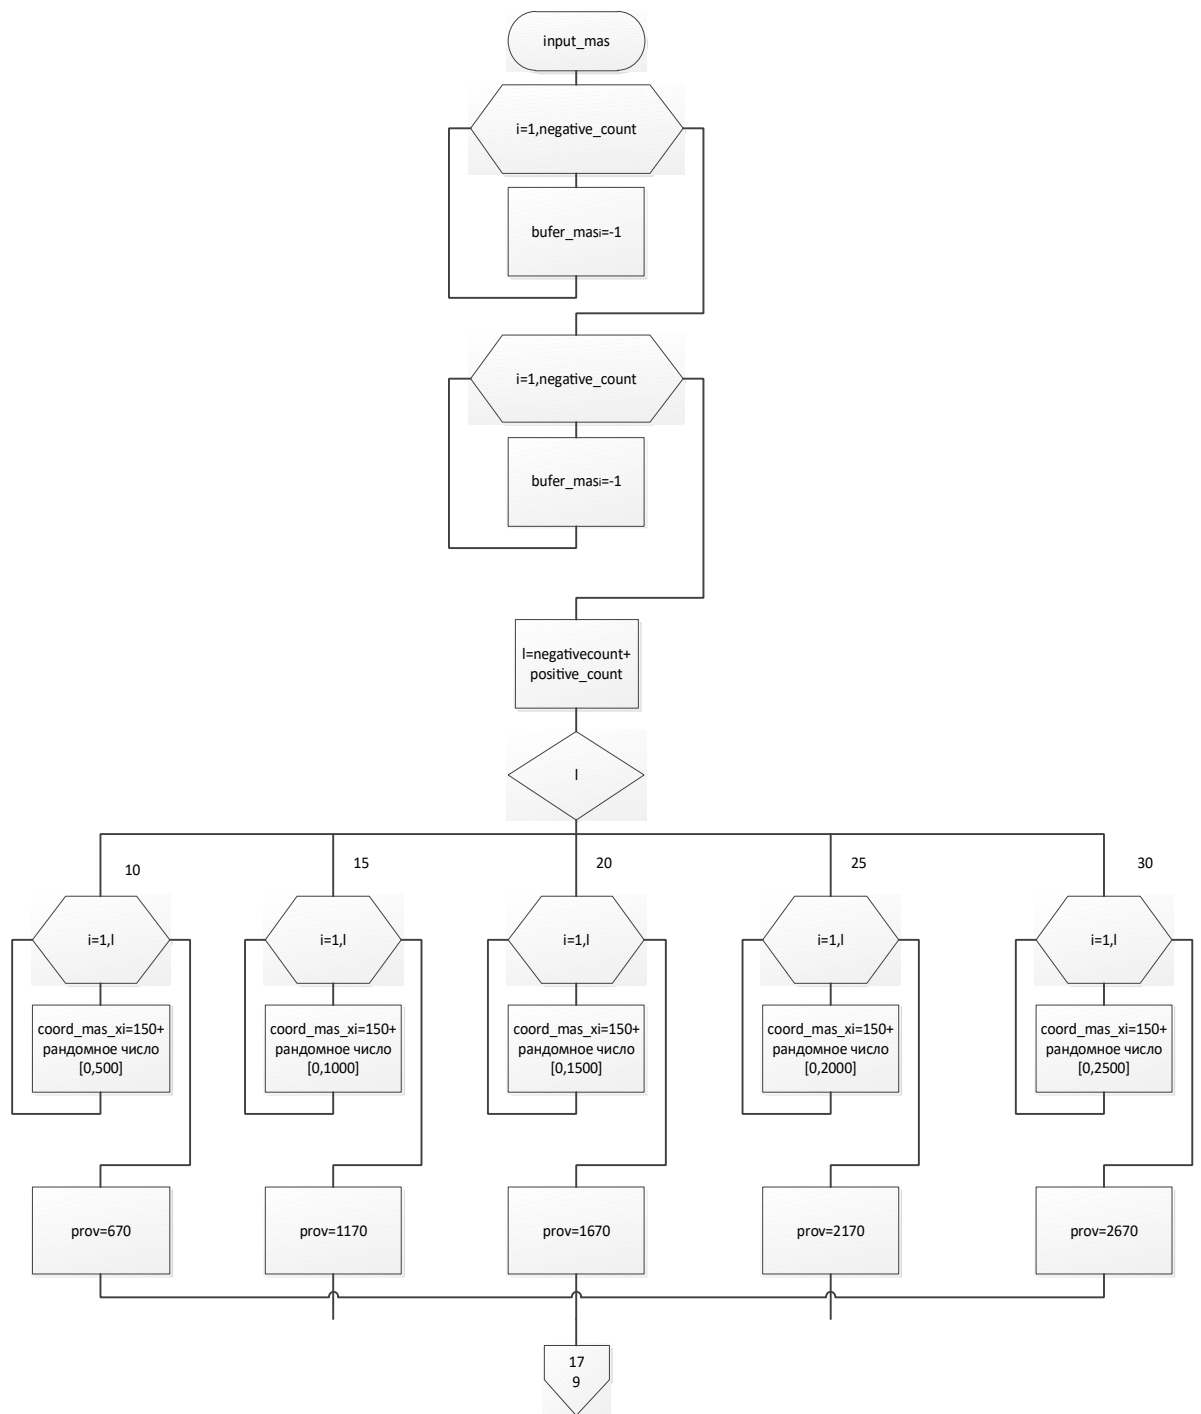 input_mas
i=1,negative_count
bufer_masi=-1
i=1,negative_count
bufer_masi=-1
l=negativecount+
positive_count
l
10
15
20
25
30
i=1,l
i=1,l
i=1,l
i=1,l
i=1,l
coord_mas_xi=150+
рандомное число
[0,500]
coord_mas_xi=150+
рандомное число
[0,1000]
coord_mas_xi=150+
рандомное число
[0,1500]
coord_mas_xi=150+
рандомное число
[0,2000]
coord_mas_xi=150+
рандомное число
[0,2500]
prov=670
prov=1170
prov=1670
prov=2170
prov=2670
17
9